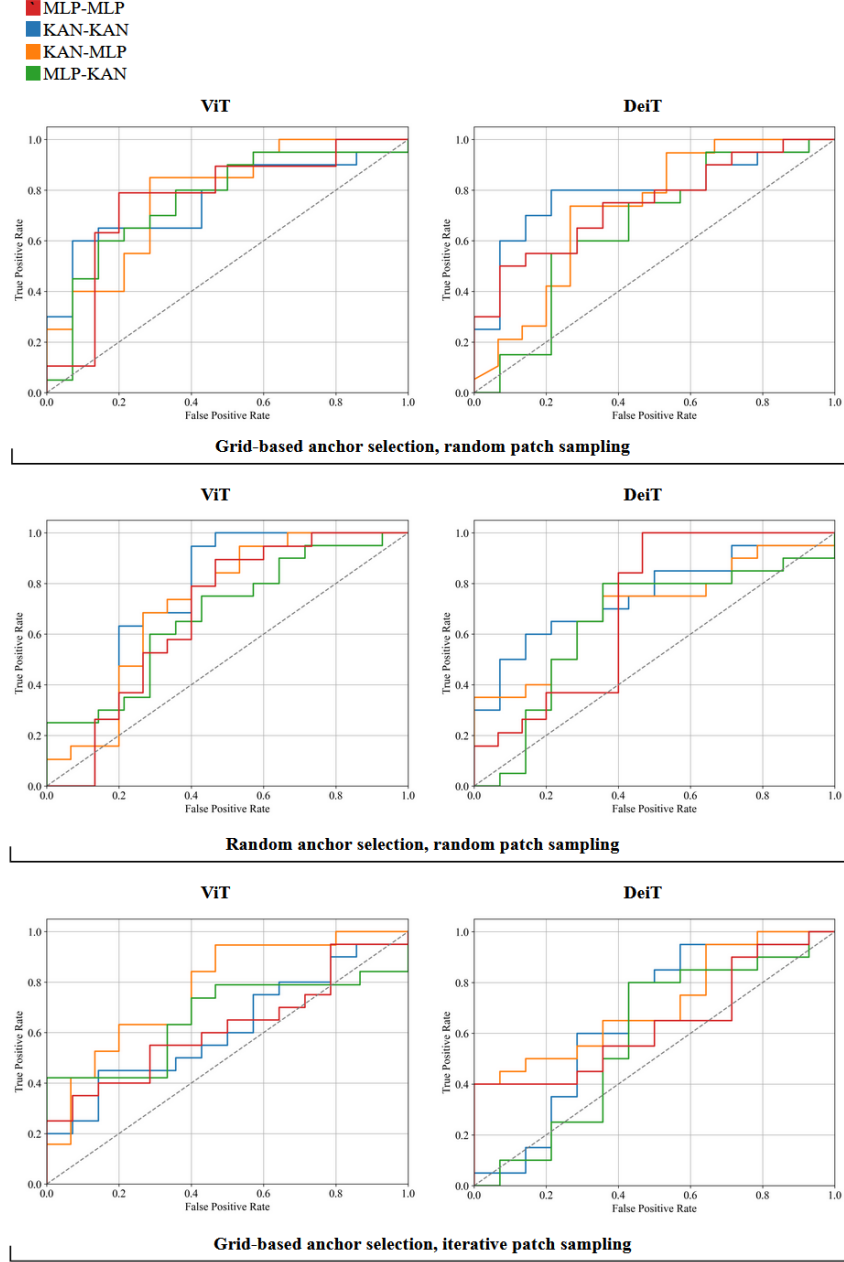 MLP-MLP
KAN-KAN
KAN-MLP
MLP-KAN
ViT
DeiT
1.0
0.8
0.6
0.4
0.2
0.0
True Positive Rate
0.0 0.2 0.4 0.6 0.8 1.0
False Positive Rate
1.0
0.8
0.6
0.4
0.2
0.0
True Positive Rate
0.0 0.2 0.4 0.6 0.8 1.0
False Positive Rate
Grid-based anchor selection, random patch sampling
ViT
DeiT
1.0
0.8
0.6
0.4
0.2
0.0
True Positive Rate
0.0 0.2 0.4 0.6 0.8 1.0
False Positive Rate
1.0
0.8
0.6
0.4
0.2
0.0
True Positive Rate
0.0 0.2 0.4 0.6 0.8 1.0
False Positive Rate
Random anchor selection, random patch sampling
ViT
DeiT
1.0
0.8
0.6
0.4
0.2
0.0
True Positive Rate
0.0 0.2 0.4 0.6 0.8 1.0
False Positive Rate
1.0
0.8
0.6
0.4
0.2
0.0
True Positive Rate
0.0 0.2 0.4 0.6 0.8 1.0
False Positive Rate
Grid-based anchor selection, iterative patch sampling